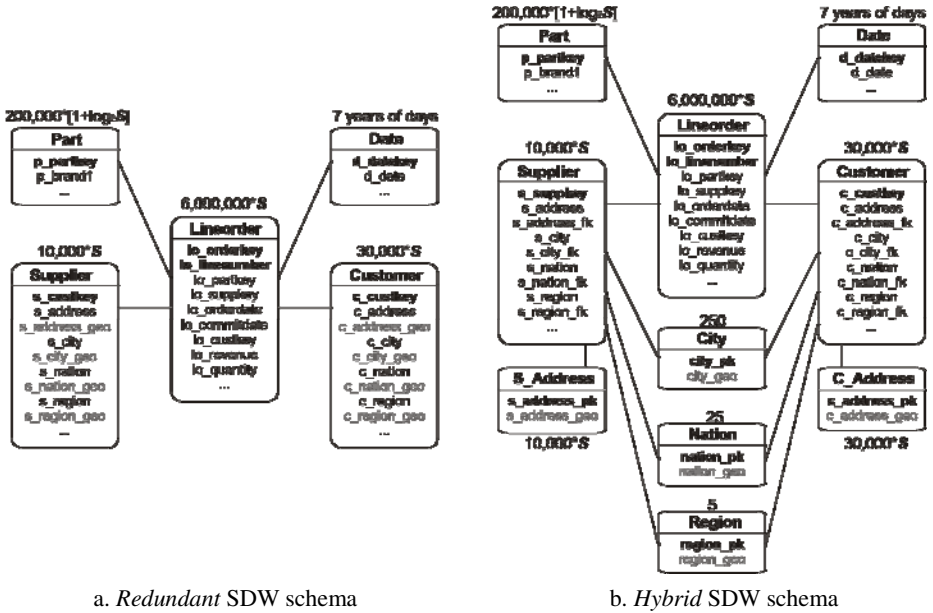 200,000*[1+log₂S]
Part
p_partkey
p_brand1
...
7 years of days
Date
d_datekey
d_date
...
6,000,000*S
Lineorder
lo_orderkey
lo_linenumber
lo_partkey
lo_suppkey
lo_orderdate
lo_commitdate
lo_custkey
lo_revenue
lo_quantity
...
10,000*S
Supplier
s_custkey
s_address
s_address_geo
s_city
s_city_geo
s_nation
s_nation_geo
s_region
s_region_geo
...
30,000*S
Customer
c_custkey
c_address
c_address_geo
c_city
c_city_geo
c_nation
c_nation_geo
c_region
c_region_geo
...
a. Redundant SDW schema
200,000*[1+log₂S]
Part
p_partkey
p_brand1
...
7 years of days
Date
d_datekey
d_date
...
6,000,000*S
Lineorder
lo_orderkey
lo_linenumber
lo_partkey
lo_suppkey
lo_orderdate
lo_commitdate
lo_custkey
lo_revenue
lo_quantity
...
10,000*S
Supplier
s_suppkey
s_address
s_address_fk
s_city
s_city_fk
s_nation
s_nation_fk
s_region
s_region_fk
...
30,000*S
Customer
c_custkey
c_address
c_address_fk
c_city
c_city_fk
c_nation
c_nation_fk
c_region
c_region_fk
...
250
City
city_pk
city_geo
S_Address
s_address_pk
s_address_geo
10,000*S
C_Address
c_address_pk
c_address_geo
30,000*S
25
Nation
nation_pk
nation_geo
5
Region
region_pk
region_geo
b. Hybrid SDW schema